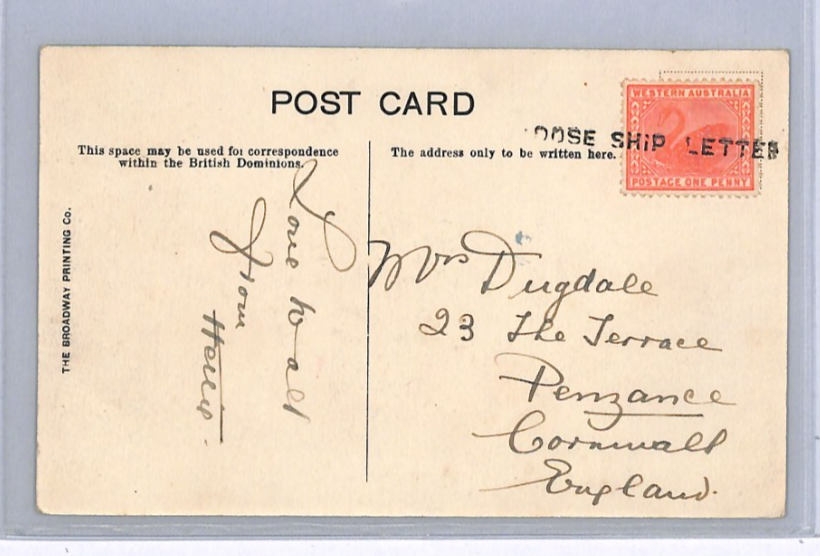 POST CARD
This space may be used for correspondence
within the British Dominions.
The address only to be written here.
WESTERN AUSTRALIA
POSTAGE ONE PENNY
OOSE SHIP LETTER
THE BROADWAY PRINTING Co.
Love to all
from
Mrs Dugdale
23 The Terrace
Penzance
Cornwall
England.